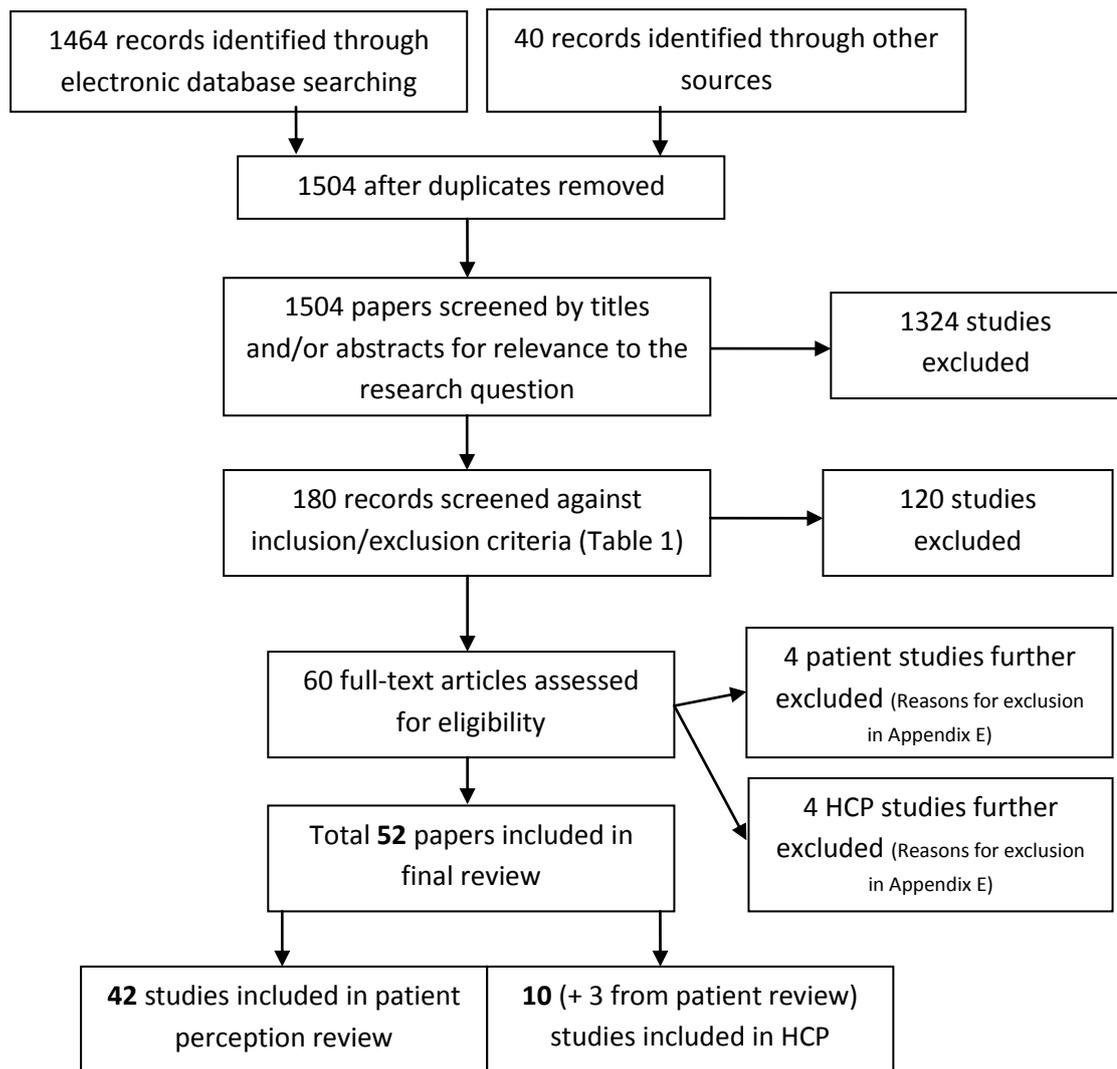 1464 records identified through
electronic database searching
40 records identified through other
sources
1504 after duplicates removed
1504 papers screened by titles
and/or abstracts for relevance to the
research question
1324 studies
excluded
180 records screened against
inclusion/exclusion criteria (Table 1)
120 studies
excluded
60 full-text articles assessed
for eligibility
4 patient studies further
excluded (Reasons for exclusion
in Appendix E)
4 HCP studies further
excluded (Reasons for exclusion
in Appendix E)
Total 52 papers included in
final review
42 studies included in patient
perception review
10 (+ 3 from patient review)
studies included in HCP